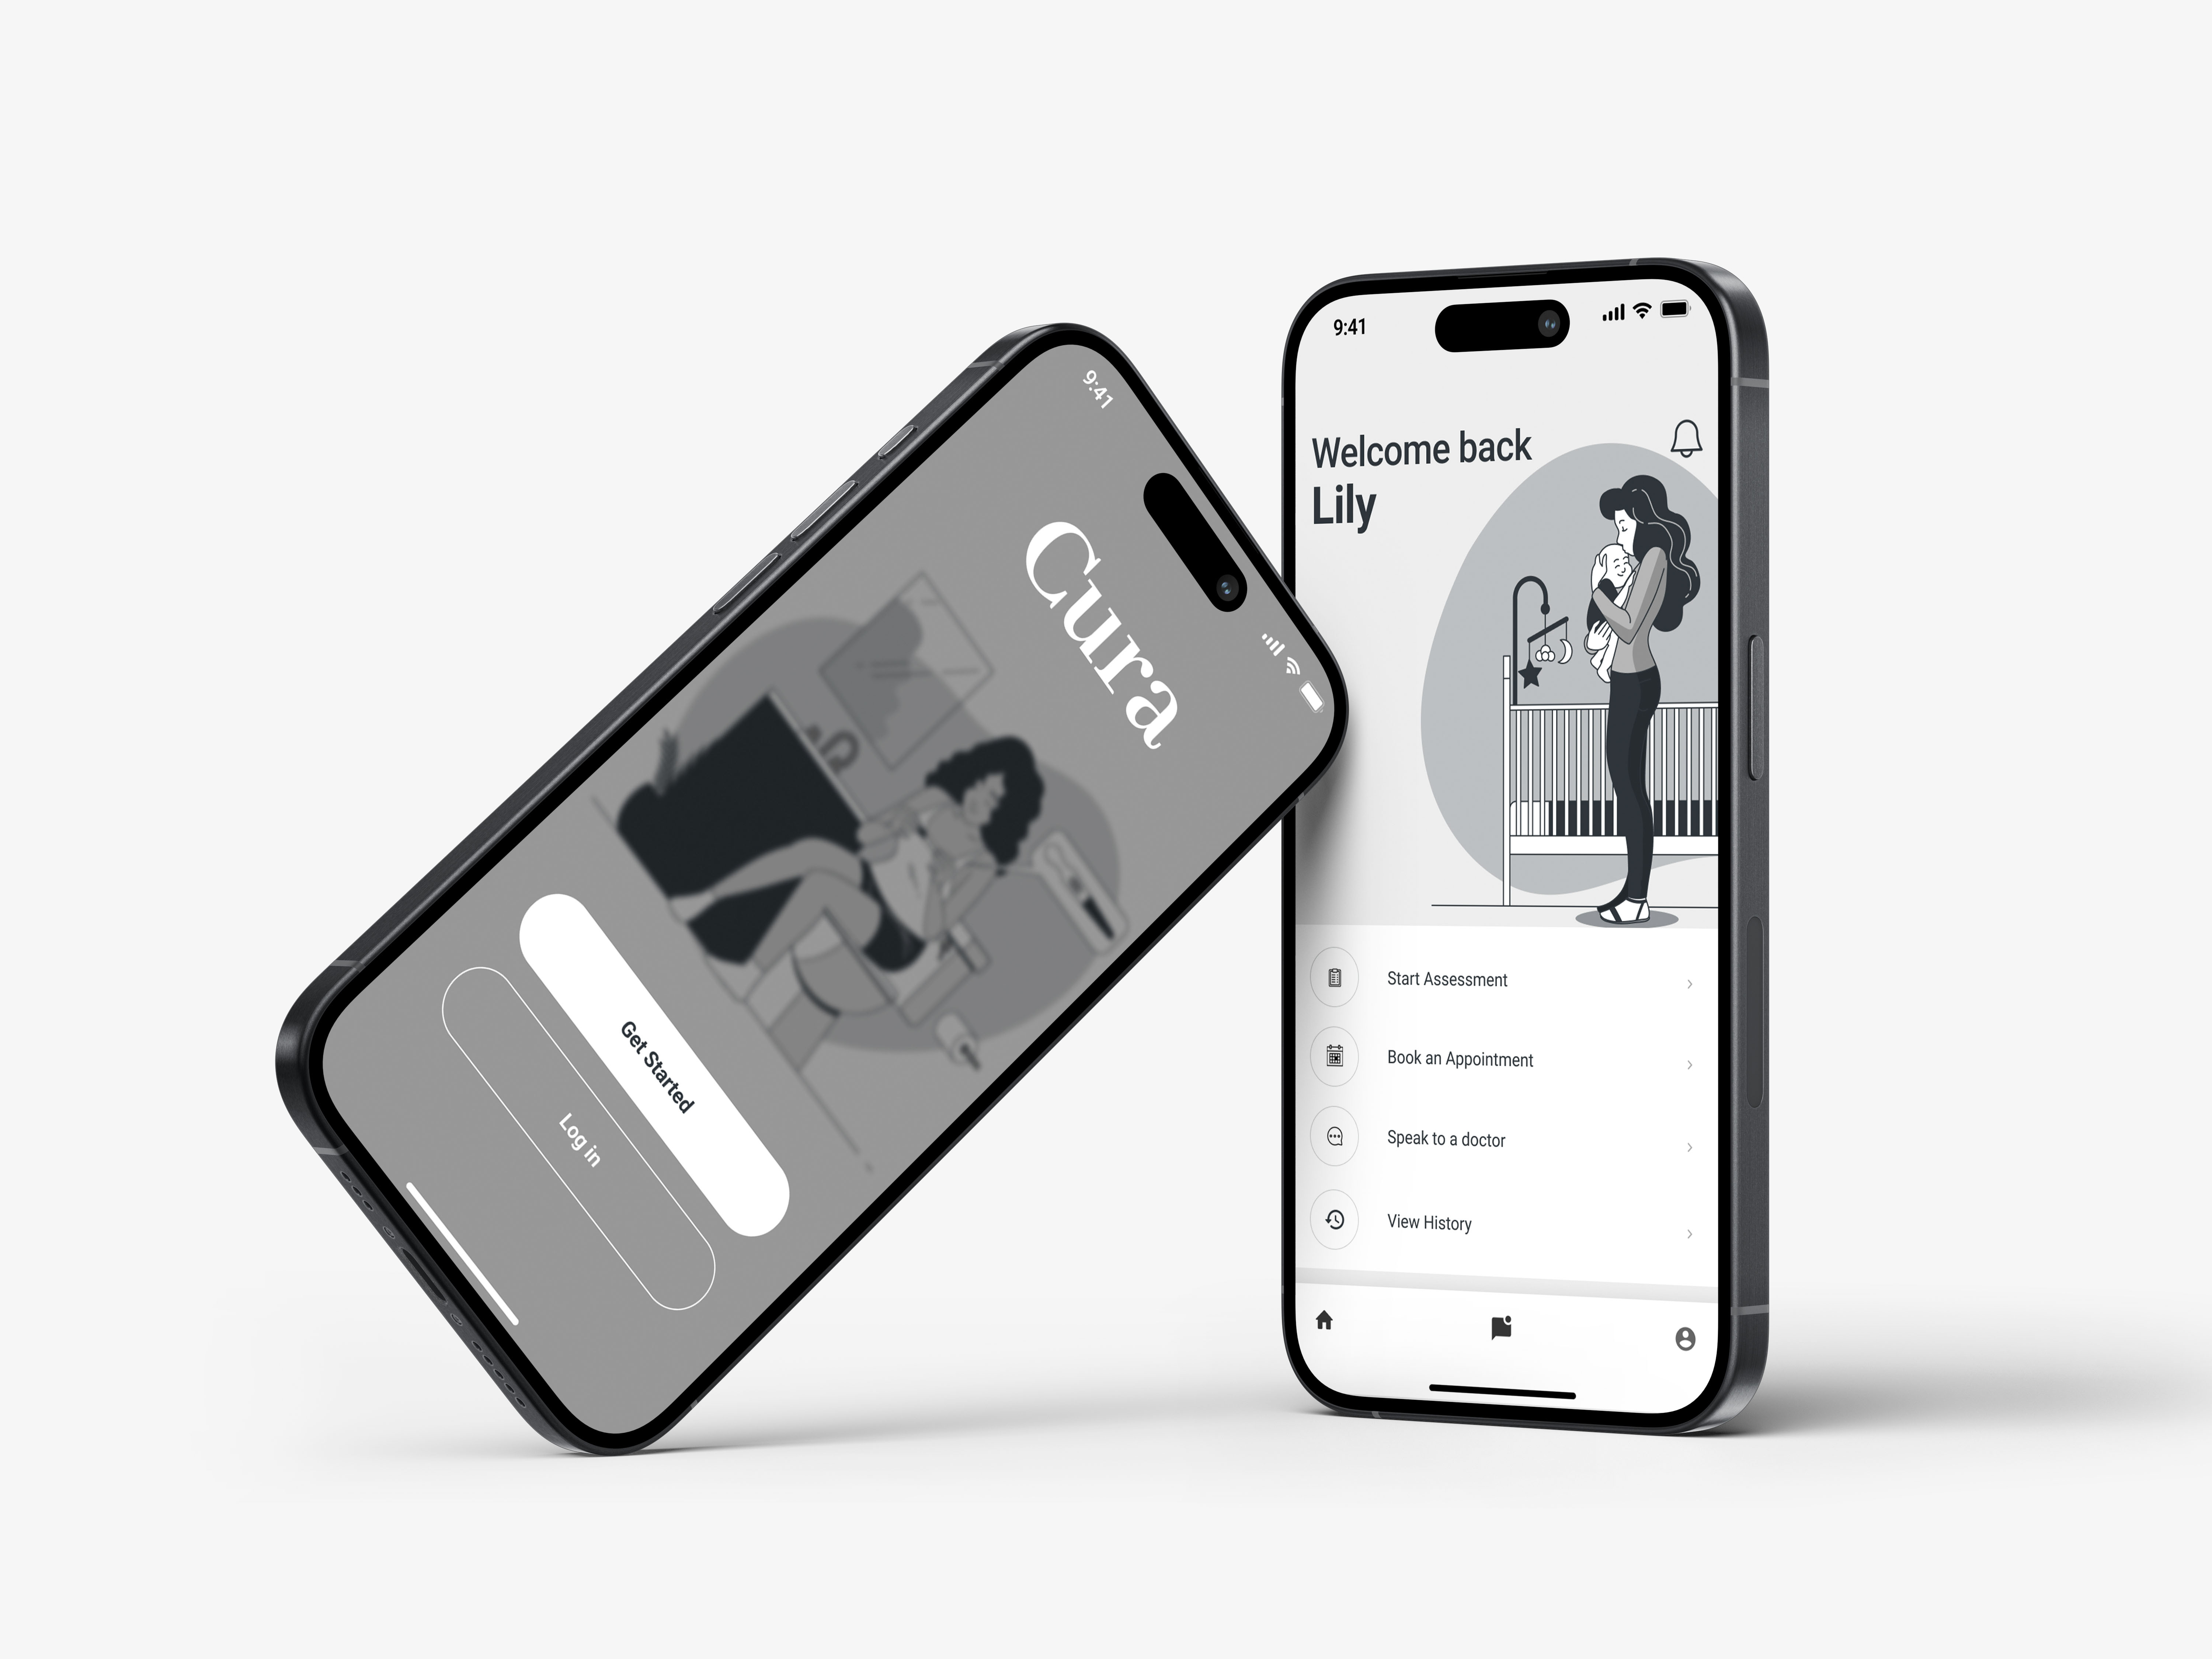 9:41
Cura
Get Started
Log in
9:41
Welcome back
Lily
Start Assessment
Book an Appointment
Speak to a doctor
View History